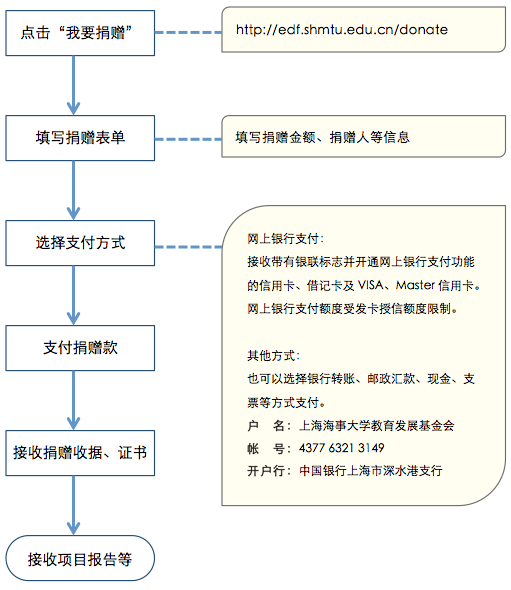 点击“我要捐赠”
http://edf.shmtu.edu.cn/donate
填写捐赠表单
填写捐赠金额、捐赠人等信息
选择支付方式
网上银行支付：
接收带有银联标志并开通网上银行支付功能
的信用卡、借记卡及 VISA、Master 信用卡。
网上银行支付额度受发卡授信额度限制。
其他方式：
也可以选择银行转账、邮政汇款、现金、支
票等方式支付。
户 名：上海海事大学教育发展基金会
帐 号：4377 6321 3149
开户行：中国银行上海市深水港支行
支付捐赠款
接收捐赠收据、证书
接收项目报告等